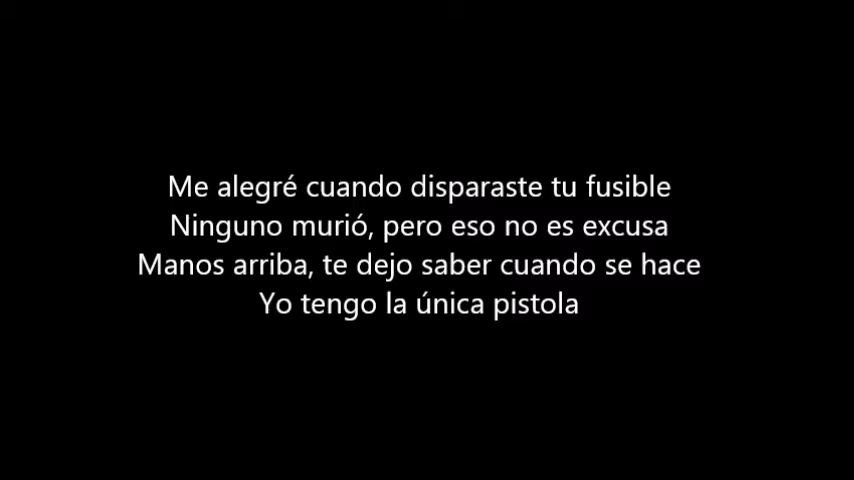 Me alegré cuando disparaste tu fusible
Ninguno murió, pero eso no es excusa
Manos arriba, te dejo saber cuando se hace
Yo tengo la única pistola